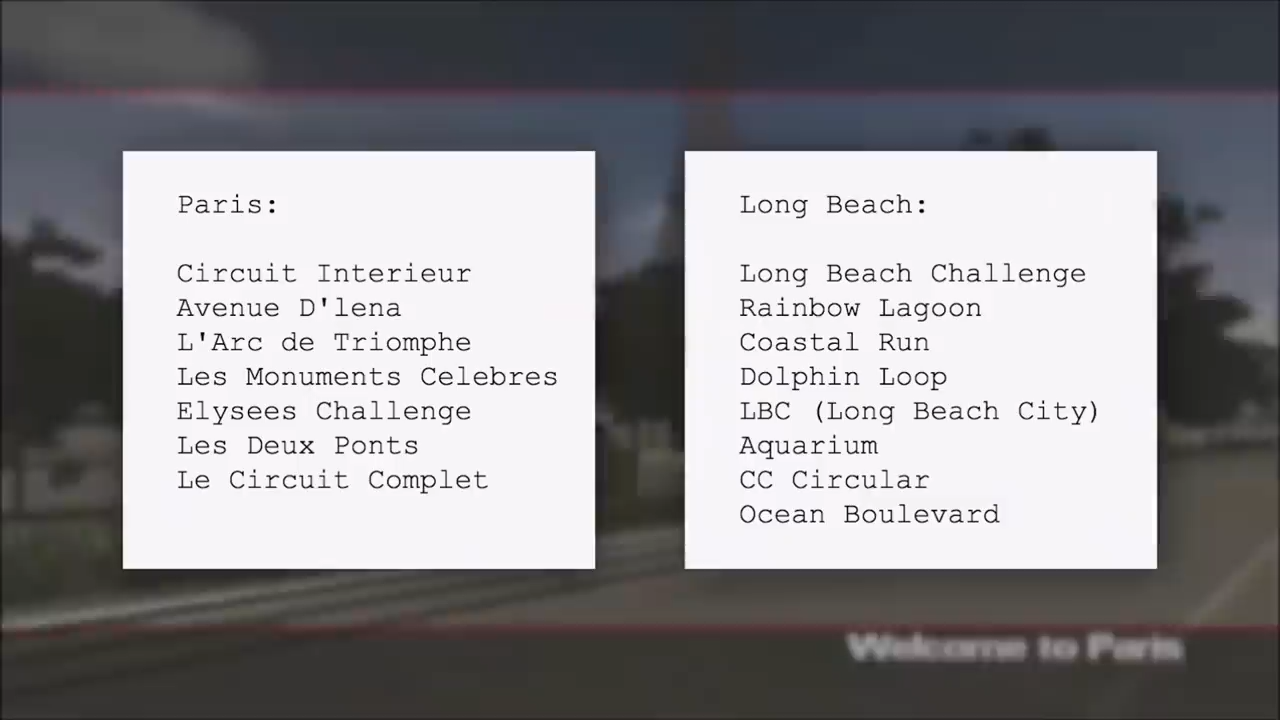 Paris:
Circuit Interieur
Avenue D'lena
L'Arc de Triomphe
Les Monuments Celebres
Elysees Challenge
Les Deux Ponts
Le Circuit Complet
Long Beach:
Long Beach Challenge
Rainbow Lagoon
Coastal Run
Dolphin Loop
LBC (Long Beach City)
Aquarium
CC Circular
Ocean Boulevard
Welcome to Paris